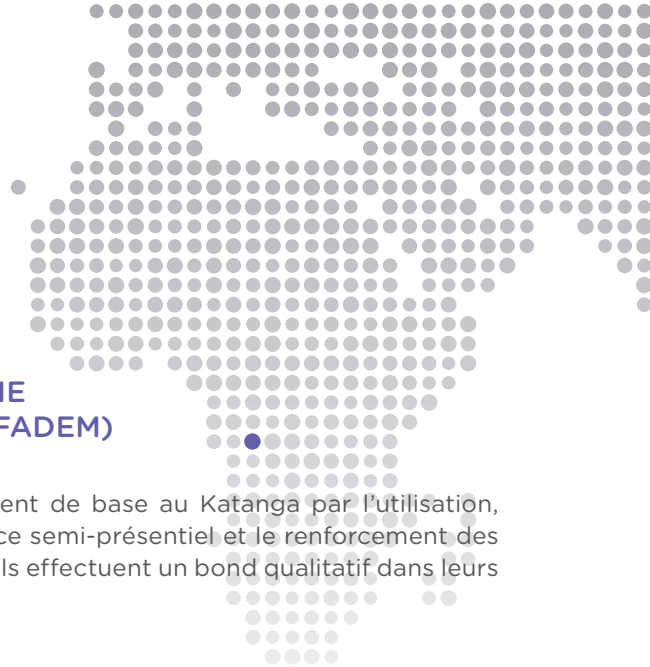 IE
FADEM)
ent de base au Katanga par l’utilisation,
ce semi-présentiel et le renforcement des
ls effectuent un bond qualitatif dans leurs